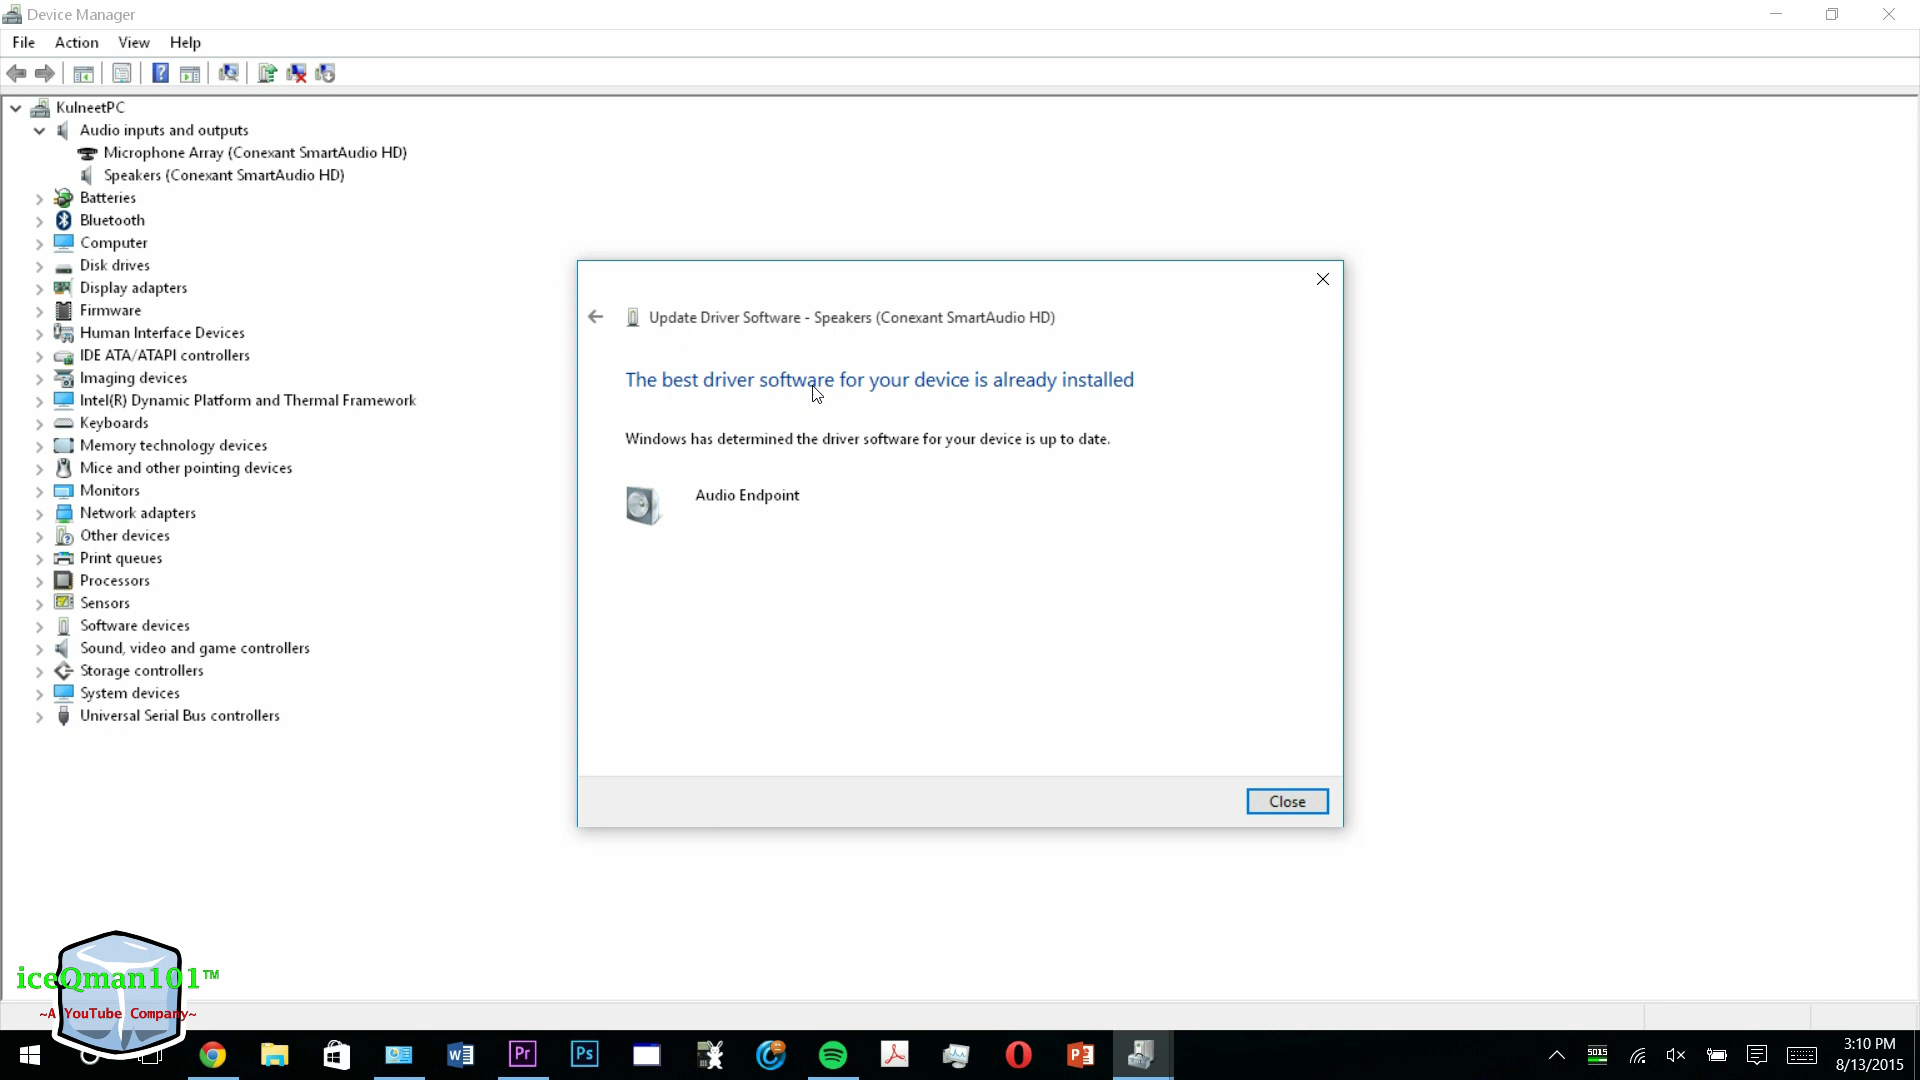 Device Manager
File Action View Help
KulneetPC
Audio inputs and outputs
Microphone Array (Conexant SmartAudio HD)
Speakers (Conexant SmartAudio HD)
Batteries
Bluetooth
Computer
Disk drives
Display adapters
Firmware
Human Interface Devices
IDE ATA/ATAPI controllers
Imaging devices
Intel(R) Dynamic Platform and Thermal Framework
Keyboards
Memory technology devices
Mice and other pointing devices
Monitors
Network adapters
Other devices
Print queues
Processors
Sensors
Software devices
Sound, video and game controllers
Storage controllers
System devices
Universal Serial Bus controllers
Update Driver Software - Speakers (Conexant SmartAudio HD)
The best driver software for your device is already installed
Windows has determined the driver software for your device is up to date.
Audio Endpoint
Close
iceQman101™
~A YouTube Company~
Pr
Ps
3:10 PM
8/13/2015